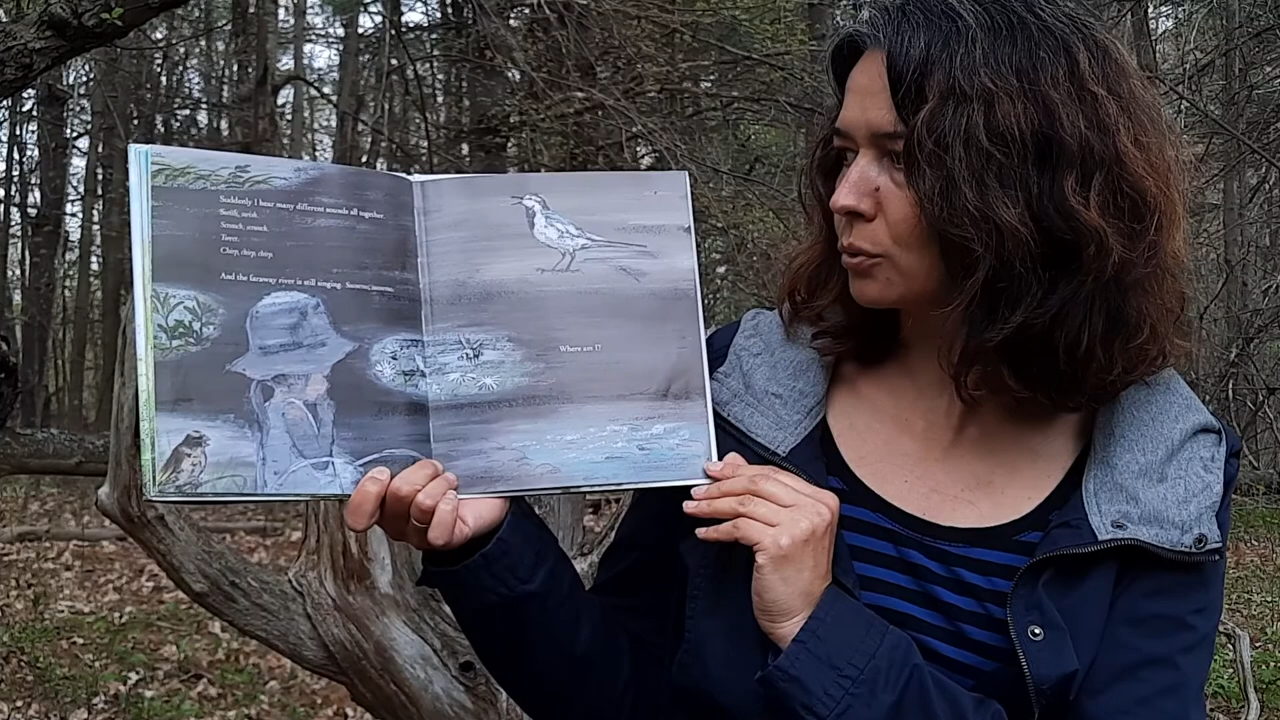 Suddenly I hear many different sounds all together.
Swish, swish.
Scrunch, scrunch.
Tweet.
Chirp, chirp, chirp.
And the faraway river is still singing.
Where am I?